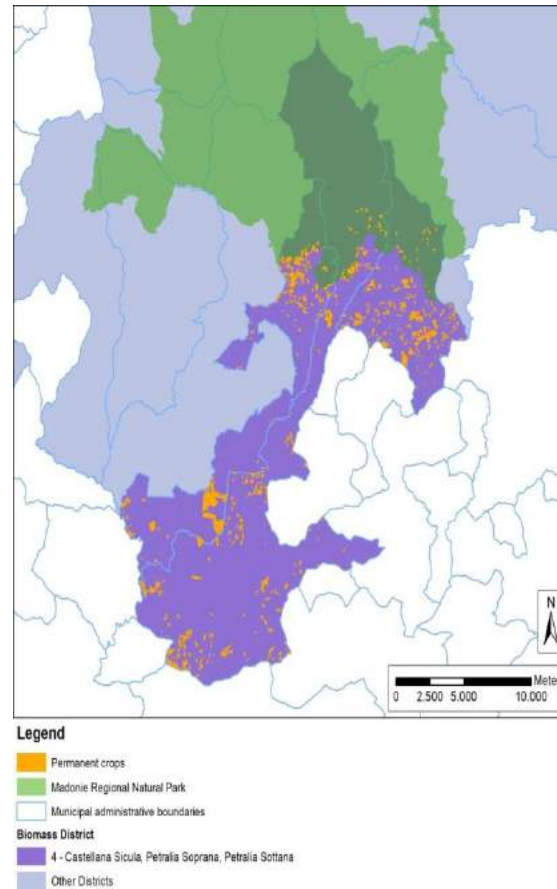 N
Mete
0 2.500 5.000 10.000
Legend
Permanent crops
Madonie Regional Natural Park
Municipal administrative boundaries
Biomass District
4 - Castellana Sicula, Petralia Soprana, Petralia Sottana
Other Districts